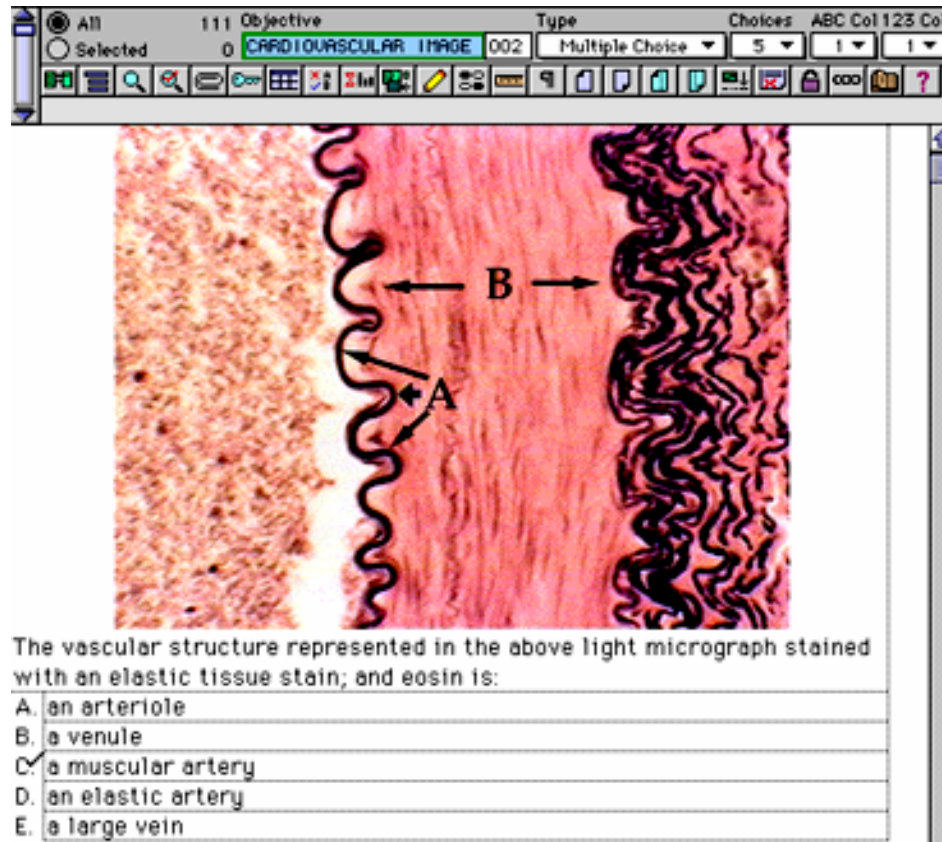 All 111 Objective Type Choices ABC Col 123 Co
Selected 0 CARDIOVASCULAR IMAGE 002 Multiple Choice 5 1 1
B
A
The vascular structure represented in the above light micrograph stained
with an elastic tissue stain; and eosin is:
A. an arteriole
B. a venule
C. a muscular artery
D. an elastic artery
E. a large vein